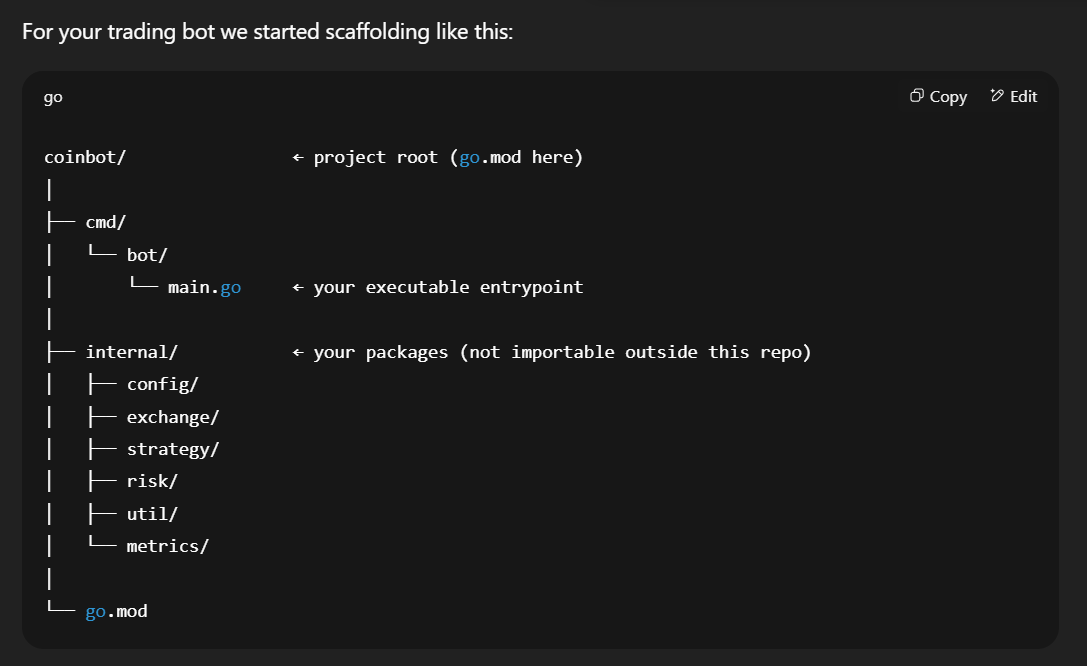 For your trading bot we started scaffolding like this:
go
Copy Edit
coinbot/ ← project root (go.mod here)
│
├── cmd/
│   └── bot/
│       └── main.go ← your executable entrypoint
│
├── internal/ ← your packages (not importable outside this repo)
│   ├── config/
│   ├── exchange/
│   ├── strategy/
│   ├── risk/
│   ├── util/
│   └── metrics/
│
└── go.mod